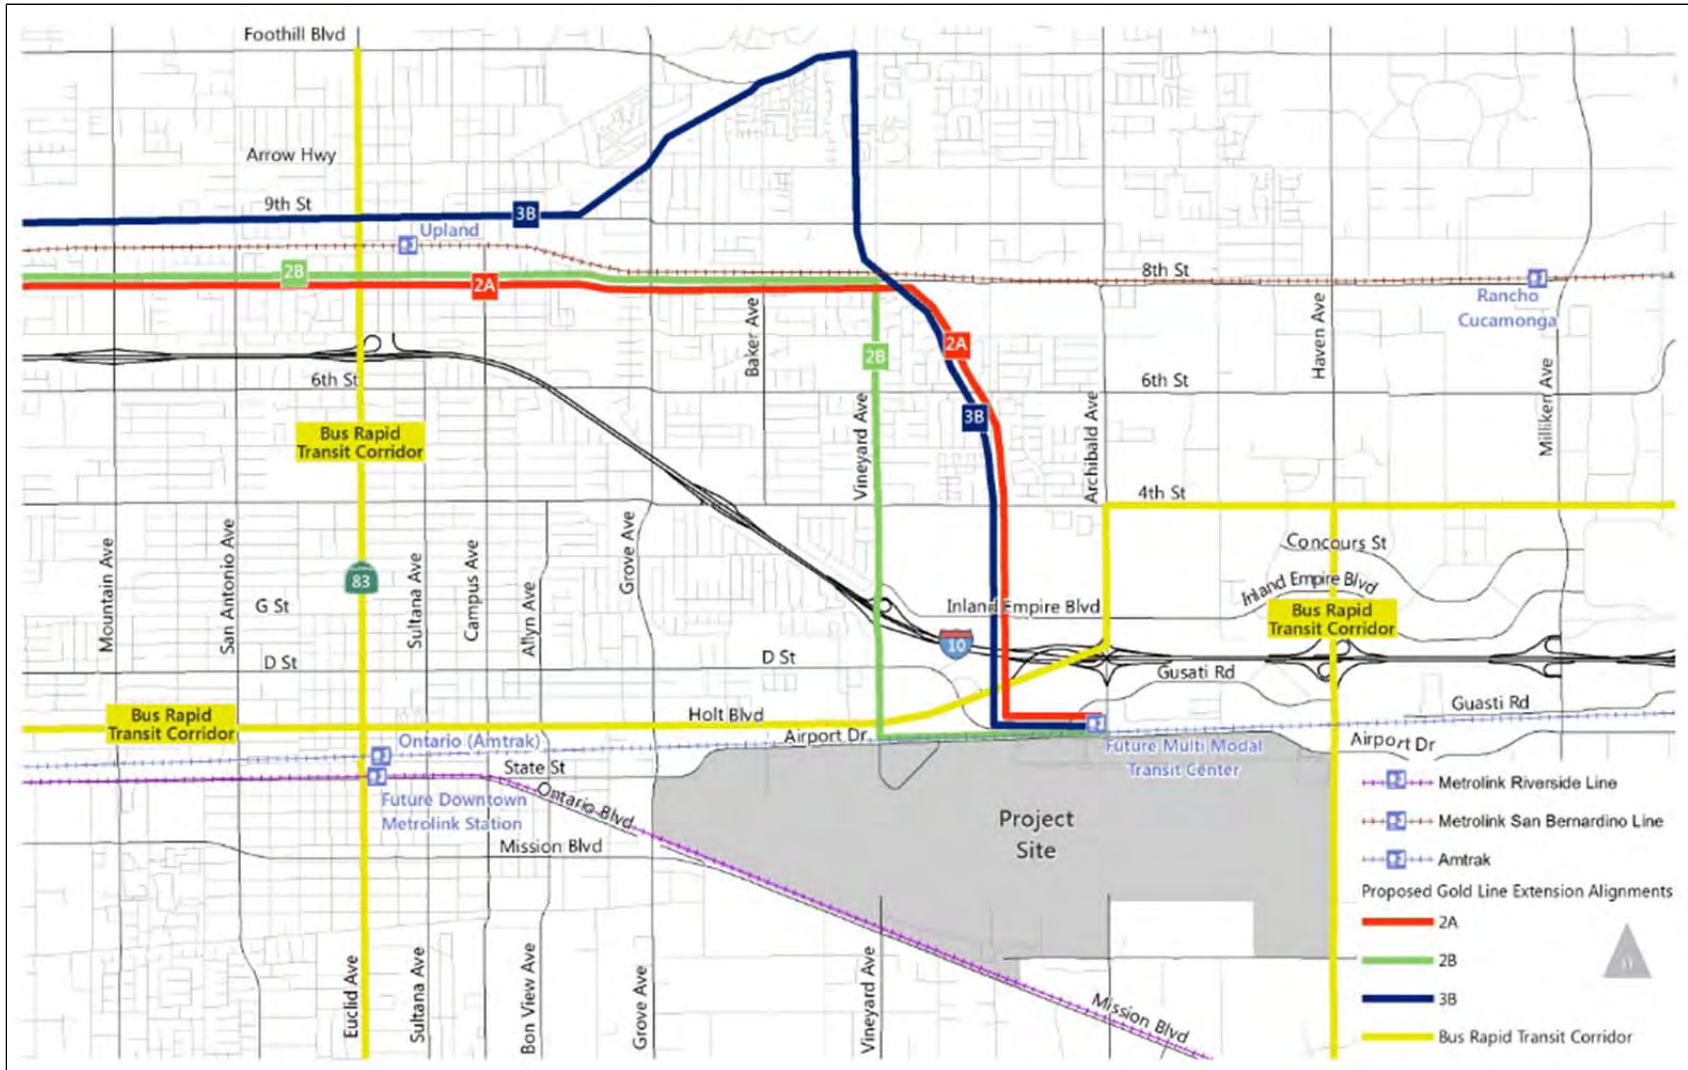 Foothill Blvd
Arrow Hwy
9th St
3B
Upland
2B
2A
8th St
Rancho
Cucamonga
Baker Ave
Haven Ave
2A
2B
6th St
6th St
Milliken Ave
Vineyard Ave
3B
Archibald Ave
Bus Rapid
Transit Corridor
4th St
Mountain Ave
San Antonio Ave
83
Sultana Ave
Campus Ave
Allyn Ave
Grove Ave
Concours St
Inland Empire Blvd
G St
Inland Empire Blvd
Bus Rapid
Transit Corridor
10
D St
D St
Gusati Rd
Guasti Rd
Bus Rapid
Transit Corridor
Holt Blvd
Airport Dr
Airport Dr
Ontario (Amtrak)
Future Multi Modal
Transit Center
State St
Future Downtown
Metrolink Station
Ontario Blvd
Mission Blvd
Project
Site
Euclid Ave
Sultana Ave
Bon View Ave
Grove Ave
Vineyard Ave
Mission Blvd
Metrolink Riverside Line
Metrolink San Bernardino Line
Amtrak
Proposed Gold Line Extension Alignments
2A
2B
3B
Bus Rapid Transit Corridor